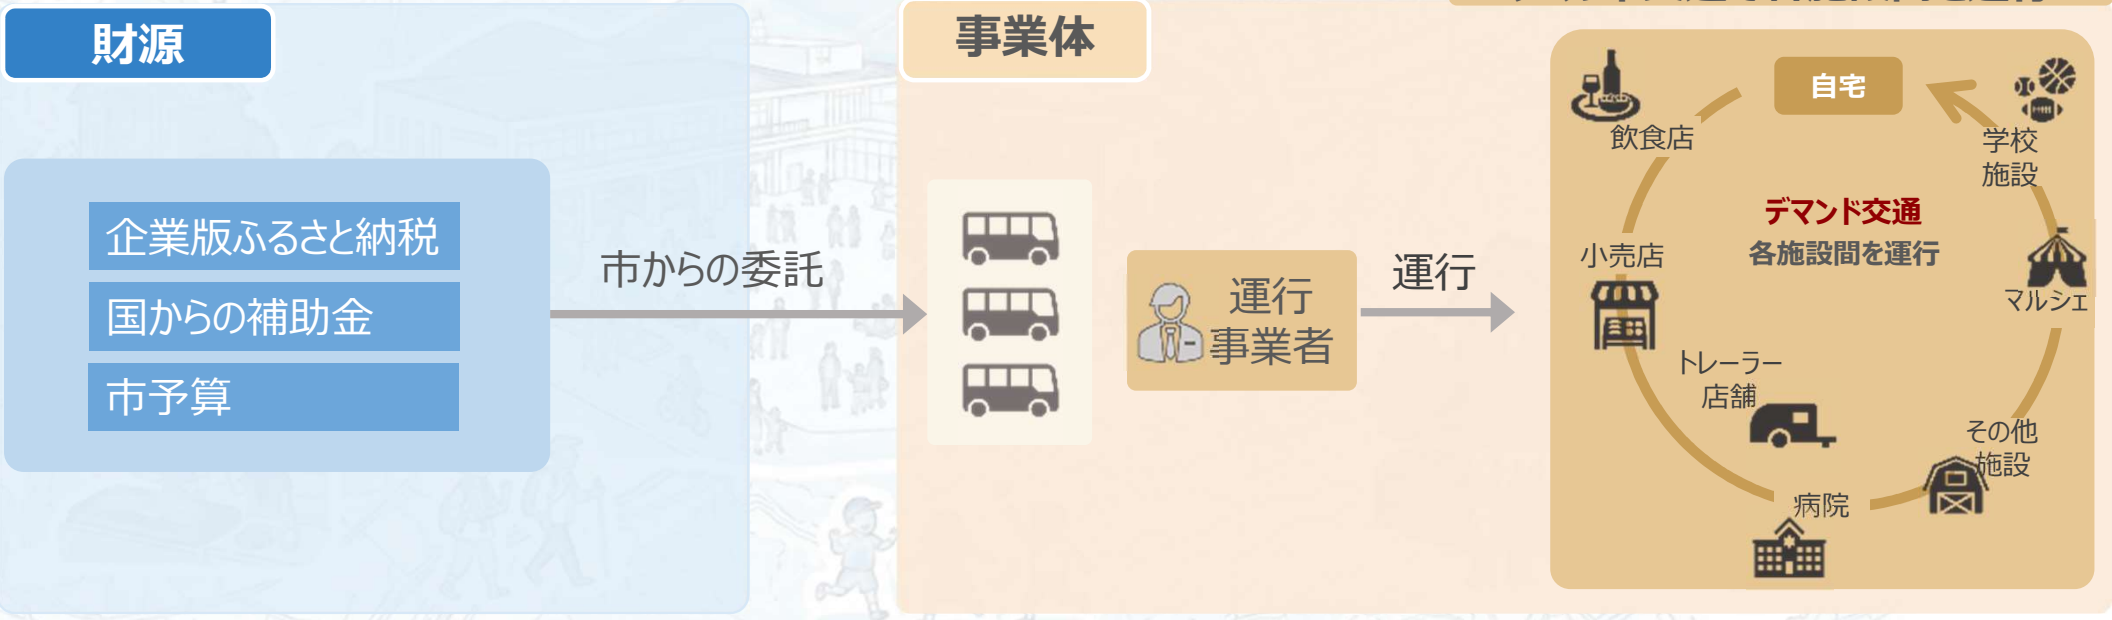 財源
企業版ふるさと納税
国からの補助金
市予算
市からの委託
事業体
運行
事業者
運行
自宅
飲食店
学校
施設
デマンド交通
各施設間を運行
小売店
マルシェ
トレーラー
店舗
その他
施設
病院